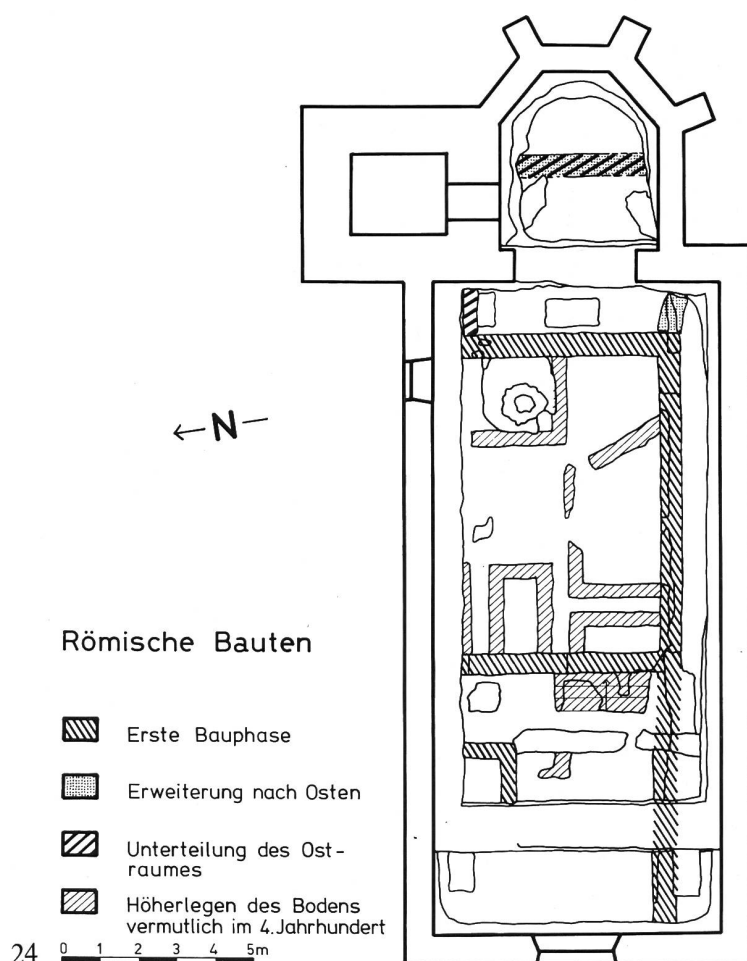 N
Römische Bauten
Erste Bauphase
Erweiterung nach Osten
Unterteilung des Ost-
raumes
Höherlegen des Bodens
vermutlich im 4. Jahrhundert
24 0 1 2 3 4 5m